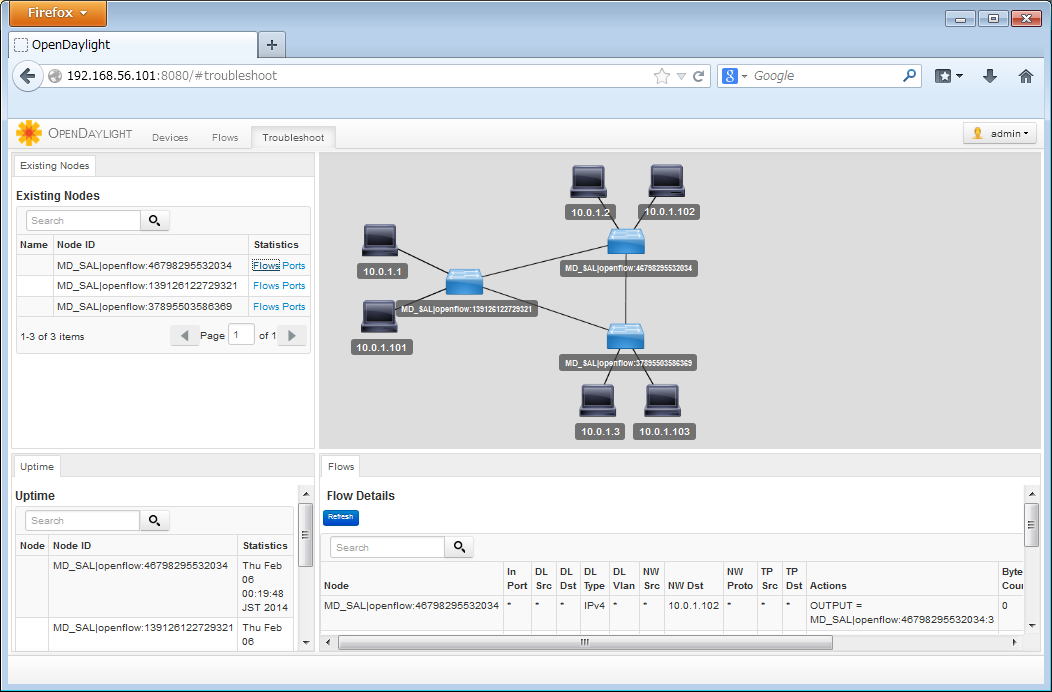 Firefox
OpenDaylight
192.168.56.101:8080/#troubleshoot
Google
OPENDAYLIGHT Devices Flows Troubleshoot admin
Existing Nodes
Existing Nodes
Search
Name Node ID Statistics
MD_SAL|openflow:46798295532034 Flows Ports
MD_SAL|openflow:139126122729321 Flows Ports
MD_SAL|openflow:37895503586369 Flows Ports
1-3 of 3 items Page 1 of 1
10.0.1.2
10.0.1.102
MD_SAL|openflow:46798295532034
10.0.1.1
MD_SAL|openflow:139126122729321
10.0.1.101
MD_SAL|openflow:37895503586369
10.0.1.3
10.0.1.103
Uptime
Uptime
Search
Node Node ID Statistics
MD_SAL|openflow:46798295532034 Thu Feb
06
00:19:48
JST 2014
MD_SAL|openflow:139126122729321 Thu Feb
06
Flows
Flow Details
Refresh
Search
In DL DL DL DL NW NW TP TP Byte
Node Port Src Dst Type Vlan Src NW Dst Proto Src Dst Actions Cour
MD_SAL|openflow:46798295532034 * * * IPv4 * * 10.0.1.102 * * * OUTPUT = 0
MD_SAL|openflow:46798295532034:3